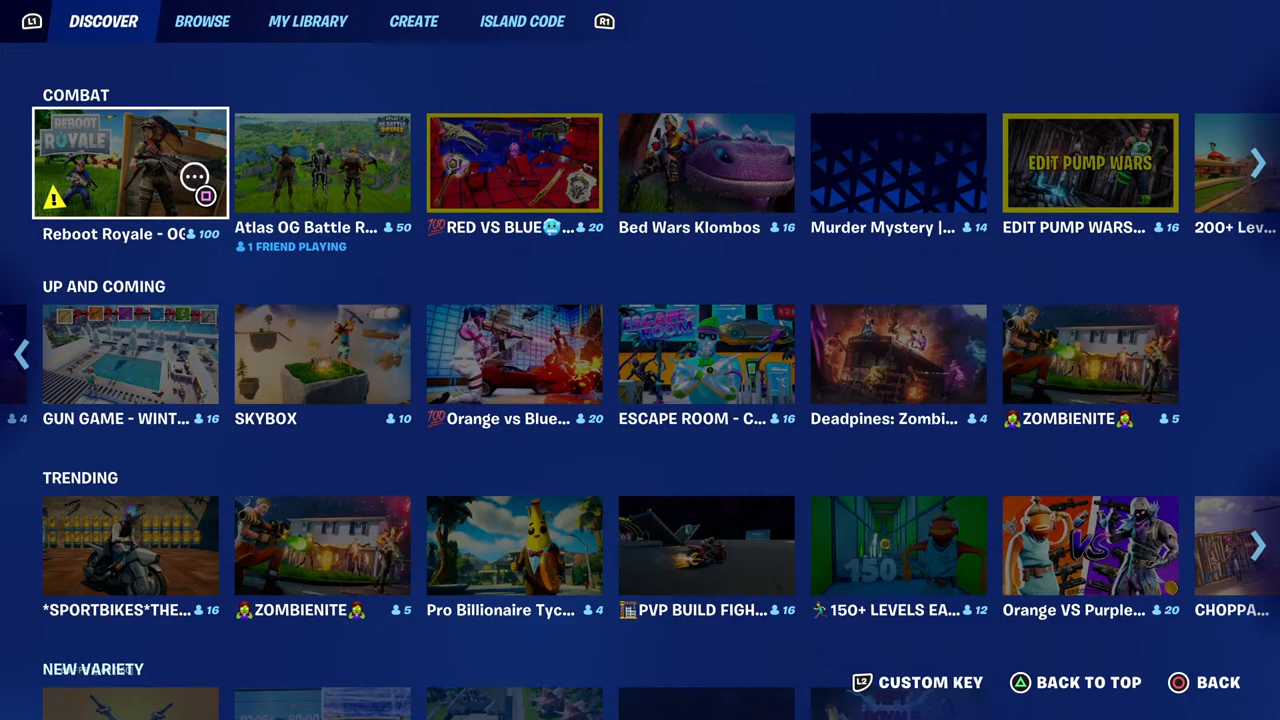 L1 DISCOVER BROWSE MY LIBRARY CREATE ISLAND CODE R1
COMBAT
REBOOT
ROYALE
EDIT PUMP WARS
Reboot Royale - OG 100
Atlas OG Battle R... 50
💯RED VS BLUE🥶... 20
Bed Wars Klombos 16
Murder Mystery |... 14
EDIT PUMP WARS... 16
200+ Lev...
1 FRIEND PLAYING
UP AND COMING
ESCAPE
ROOM
4
GUN GAME - WINT... 16
SKYBOX 10
💯Orange vs Blue... 20
ESCAPE ROOM - C... 16
Deadpines: Zombi... 4
🧟‍♀️ZOMBIENITE🧟‍♀️ 5
TRENDING
150
VS
*SPORTBIKES*THE... 16
🧟‍♀️ZOMBIENITE🧟‍♀️ 5
Pro Billionaire Tyc... 4
🏗️PVP BUILD FIGH... 16
🏃‍♂️150+ LEVELS EA... 12
Orange VS Purple... 20
CHOPPA...
NEW VARIETY
L2 CUSTOM KEY BACK TO TOP BACK